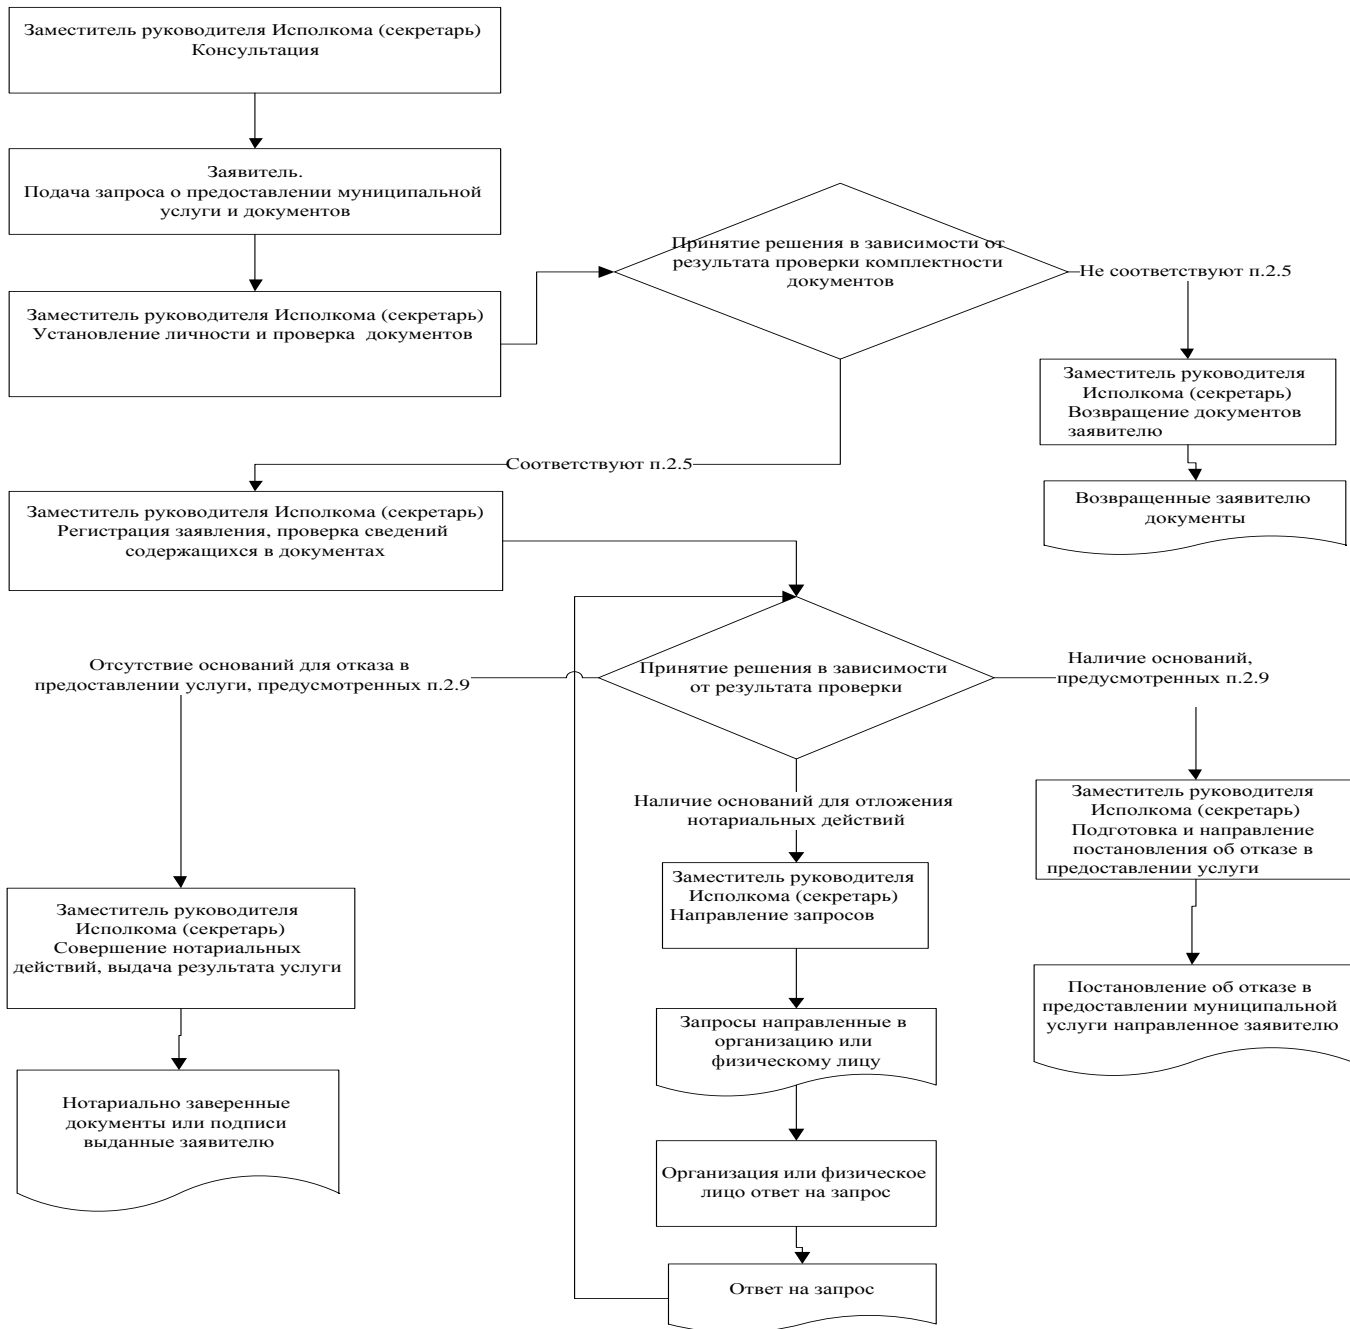 Заместитель руководителя Исполкома (секретарь)
Консультация
Заявитель.
Подача запроса о предоставлении муниципальной
услуги и документов
Заместитель руководителя Исполкома (секретарь)
Установление личности и проверка документов
Принятие решения в зависимости от
результата проверки комплектности
документов
Не соответствуют п.2.5
Заместитель руководителя
Исполкома (секретарь)
Возвращение документов
заявителю
Возвращенные заявителю
документы
Соответствуют п.2.5
Заместитель руководителя Исполкома (секретарь)
Регистрация заявления, проверка сведений
содержащихся в документах
Принятие решения в зависимости
от результата проверки
Отсутствие оснований для отказа в
предоставлении услуги, предусмотренных п.2.9
Наличие оснований,
предусмотренных п.2.9
Наличие оснований для отложения
нотариальных действий
Заместитель руководителя
Исполкома (секретарь)
Совершение нотариальных
действий, выдача результата услуги
Нотариально заверенные
документы или подписи
выданные заявителю
Заместитель руководителя
Исполкома (секретарь)
Направление запросов
Запросы направленные в
организацию или
физическому лицу
Организация или физическое
лицо ответ на запрос
Ответ на запрос
Заместитель руководителя
Исполкома (секретарь)
Подготовка и направление
постановления об отказе в
предоставлении услуги
Постановление об отказе в
предоставлении муниципальной
услуги направленное заявителю